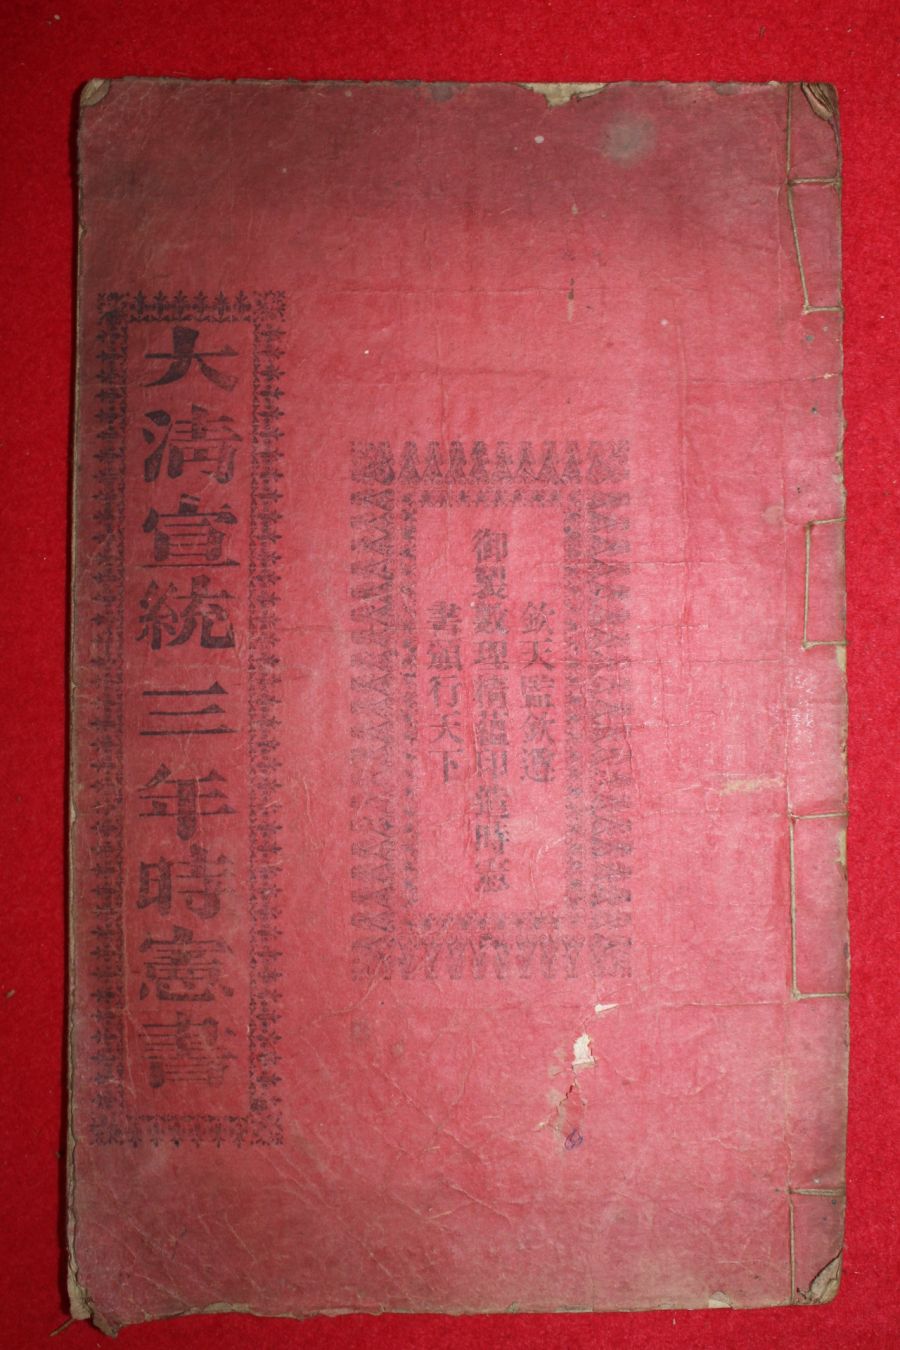 欽天監欽遵
御製數理精蘊印造時憲
書頒行天下
大清宣統三年時憲書